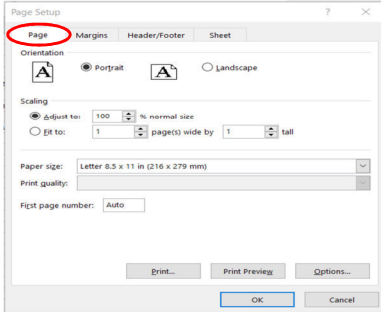 Page Setup ? ×
Page Margins Header/Footer Sheet
Orientation
A Portrait A Landscape
Scaling
Adjust to: 100 % normal size
Fit to: 1 page(s) wide by 1 tall
Paper size: Letter 8.5 x 11 in (216 x 279 mm)
Print quality:
First page number: Auto
Print... Print Preview Options...
OK Cancel